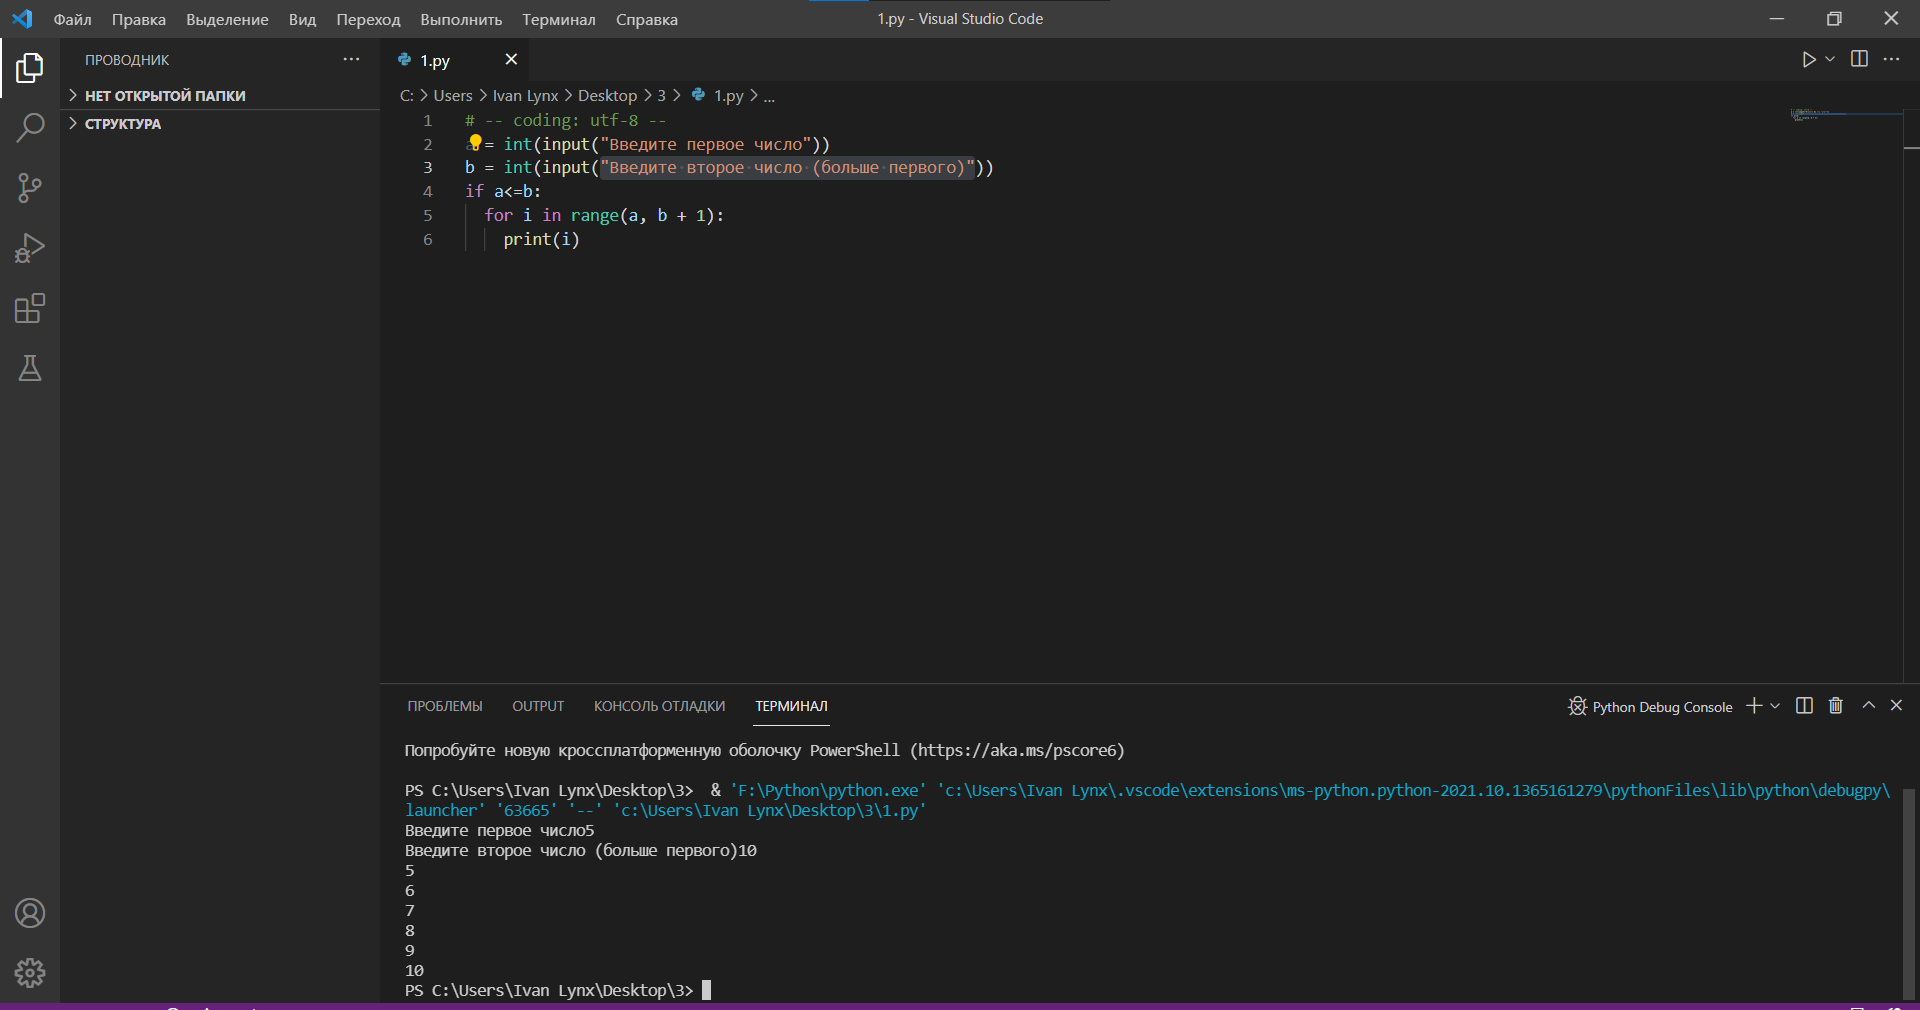 Файл Правка Выделение Вид Переход Выполнить Терминал Справка 1.py - Visual Studio Code
ПРОВОДНИК
НЕТ ОТКРЫТОЙ ПАПКИ
СТРУКТУРА
1.py
C: > Users > Ivan Lynx > Desktop > 3 > 1.py > ...
1 # -- coding: utf-8 --
2 = int(input("Введите первое число"))
3 b = int(input("Введите второе число (больше первого)"))
4 if a<=b:
5 for i in range(a, b + 1):
6 print(i)
ПРОБЛЕМЫ OUTPUT КОНСОЛЬ ОТЛАДКИ ТЕРМИНАЛ Python Debug Console
Попробуйте новую кроссплатформенную оболочку PowerShell (https://aka.ms/pscore6)
PS C:\Users\Ivan Lynx\Desktop\3> & 'F:\Python\python.exe' 'c:\Users\Ivan Lynx\.vscode\extensions\ms-python.python-2021.10.1365161279\pythonFiles\lib\python\debugpy\
launcher' '63665' '--' 'c:\Users\Ivan Lynx\Desktop\3\1.py'
Введите первое число5
Введите второе число (больше первого)10
5
6
7
8
9
10
PS C:\Users\Ivan Lynx\Desktop\3>